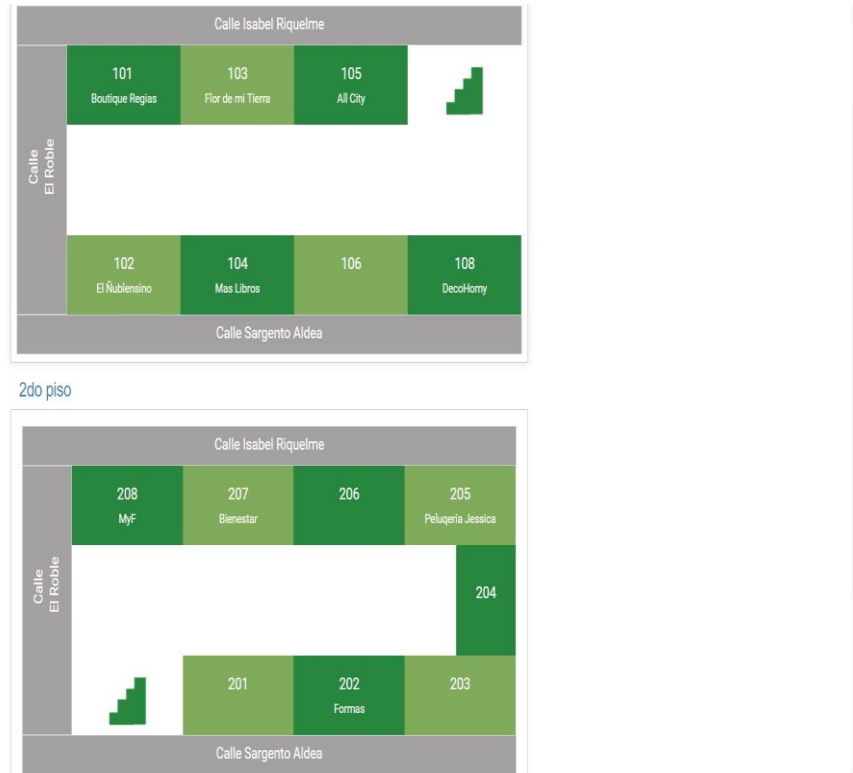 Calle Isabel Riquelme
Calle
El Roble
101
Boutique Regias
103
Flor de mi Tierra
105
All City
102
El Ñublensino
104
Mas Libros
106
108
DecoHomy
Calle Sargento Aldea
2do piso
Calle Isabel Riquelme
Calle
El Roble
208
MyF
207
Bienestar
206
205
Peluqería Jessica
204
201
202
Formas
203
Calle Sargento Aldea